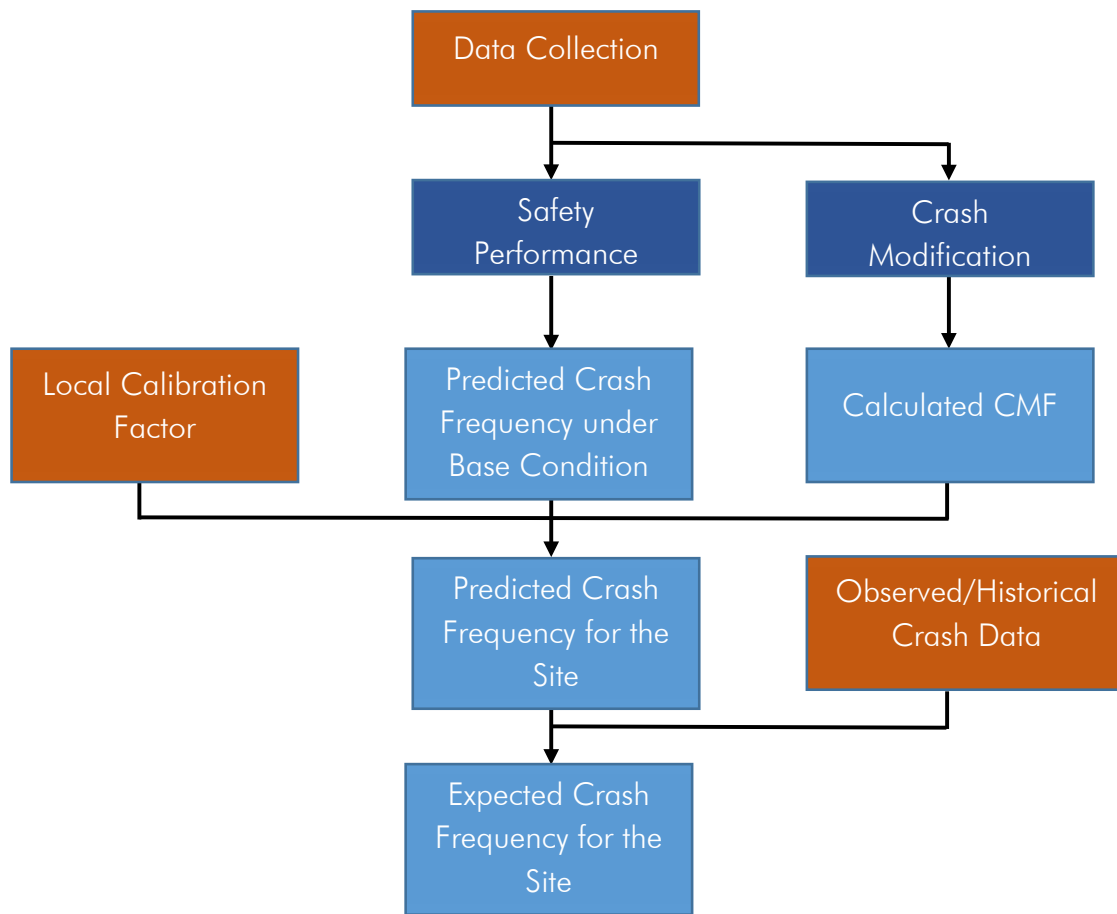 Data Collection
Safety
Performance
Crash
Modification
Local Calibration
Factor
Predicted Crash
Frequency under
Base Condition
Calculated CMF
Predicted Crash
Frequency for the
Site
Observed/Historical
Crash Data
Expected Crash
Frequency for the
Site